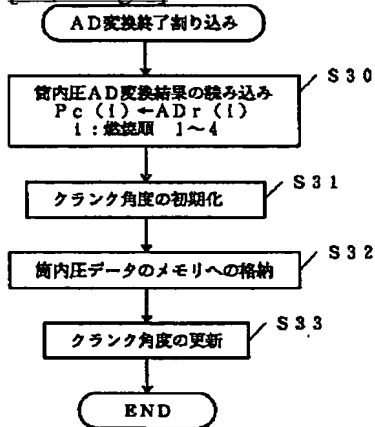 AD変換終了割り込み
筒内圧AD変換結果の読み込み
Pc(i)←ADr(i)
i:燃焼順 1〜4
S30
クランク角度の初期化
S31
筒内圧データのメモリへの格納
S32
クランク角度の更新
S33
END